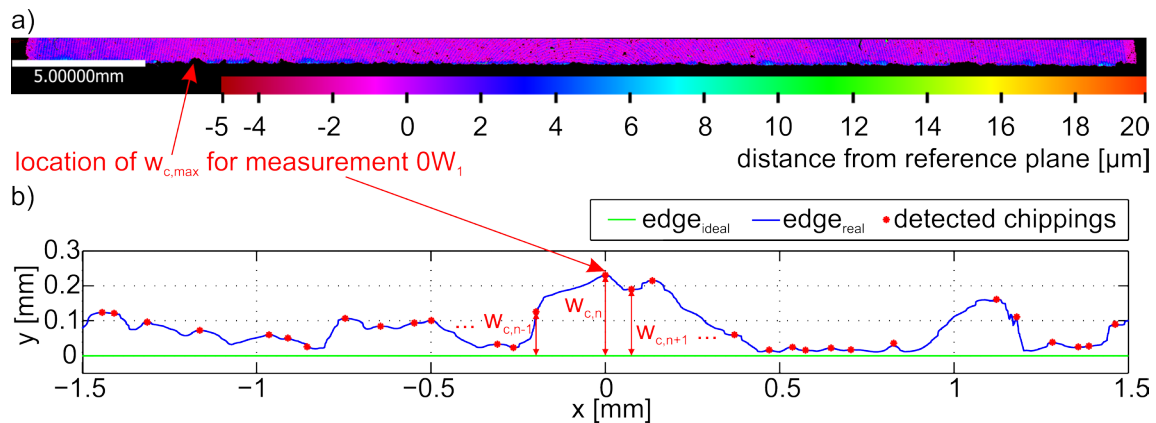 a)
5.00000mm
-5 -4 -2 0 2 4 6 8 10 12 14 16 18 20
location of w_c,max for measurement 0W_1
distance from reference plane [µm]
b)
edge_ideal edge_real detected chippings
0.3
0.2
0.1
0
y [mm]
... w_c,n-1 w_c,n w_c,n+1 ...
−1.5 −1 −0.5 0 0.5 1 1.5
x [mm]